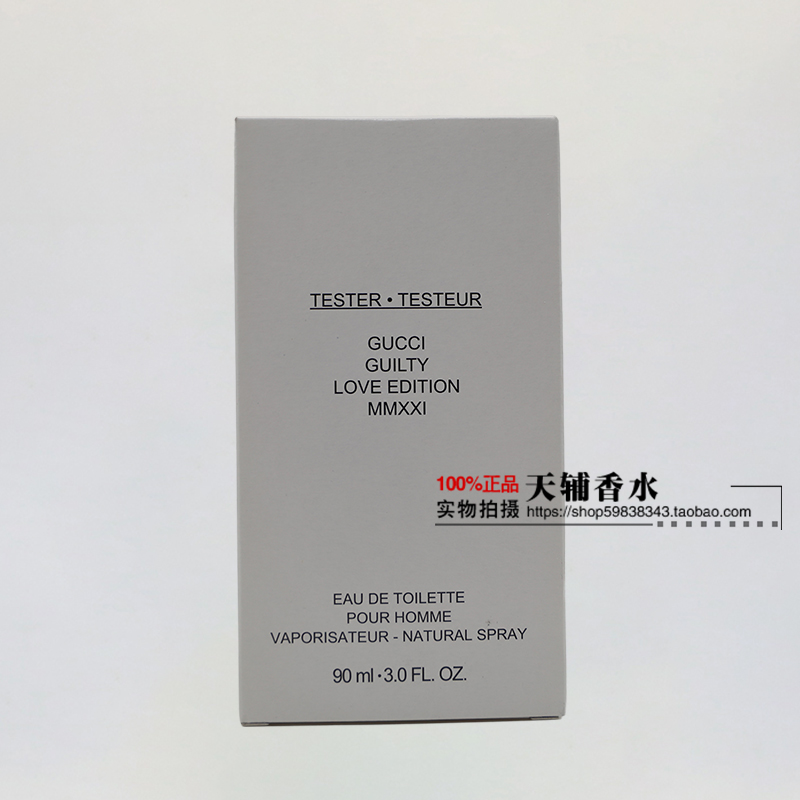 TESTER • TESTEUR
GUCCI
GUILTY
LOVE EDITION
MMXXI
100%正品 天辅香水
实物拍摄 https://shop59838343.taobao.com
EAU DE TOILETTE
POUR HOMME
VAPORISATEUR - NATURAL SPRAY
90 ml • 3.0 FL. OZ.